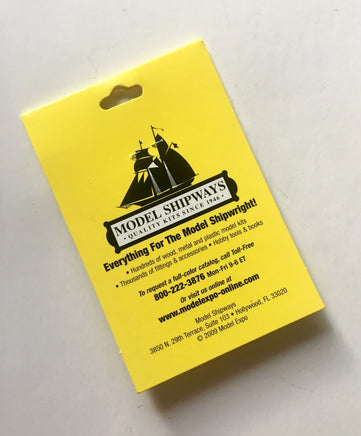 MODEL SHIPWAYS
• QUALITY KITS SINCE 1946 •
Everything For The Model Shipwright!
• Hundreds of wood, metal and plastic model kits
• Thousands of fittings & accessories • Hobby tools & books
To request a full-color catalog, call Toll-Free
800-222-3876 Mon-Fri 9-6 ET
Or visit us online at
www.modelexpo-online.com
Model Shipways
3850 N. 29th Terrace, Suite 103 • Hollywood, FL 33020
© 2009 Model Expo